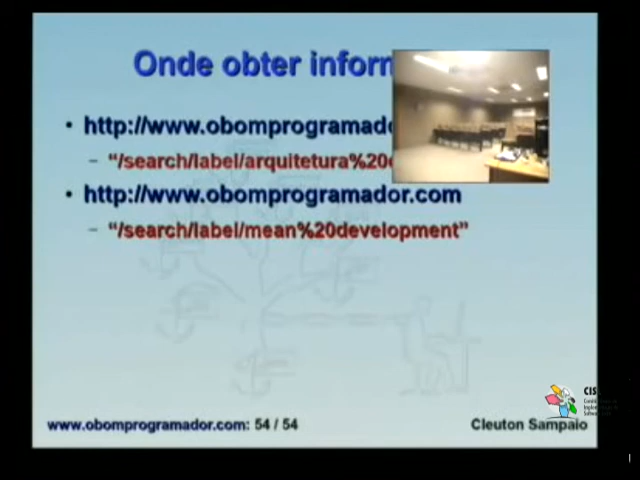 Onde obter inform
• http://www.obomprogramado
– “/search/label/arquitetura%20
• http://www.obomprogramador.com
– “/search/label/mean%20development”
www.obomprogramador.com: 54 / 54
Cleuton Sampaio
CIS